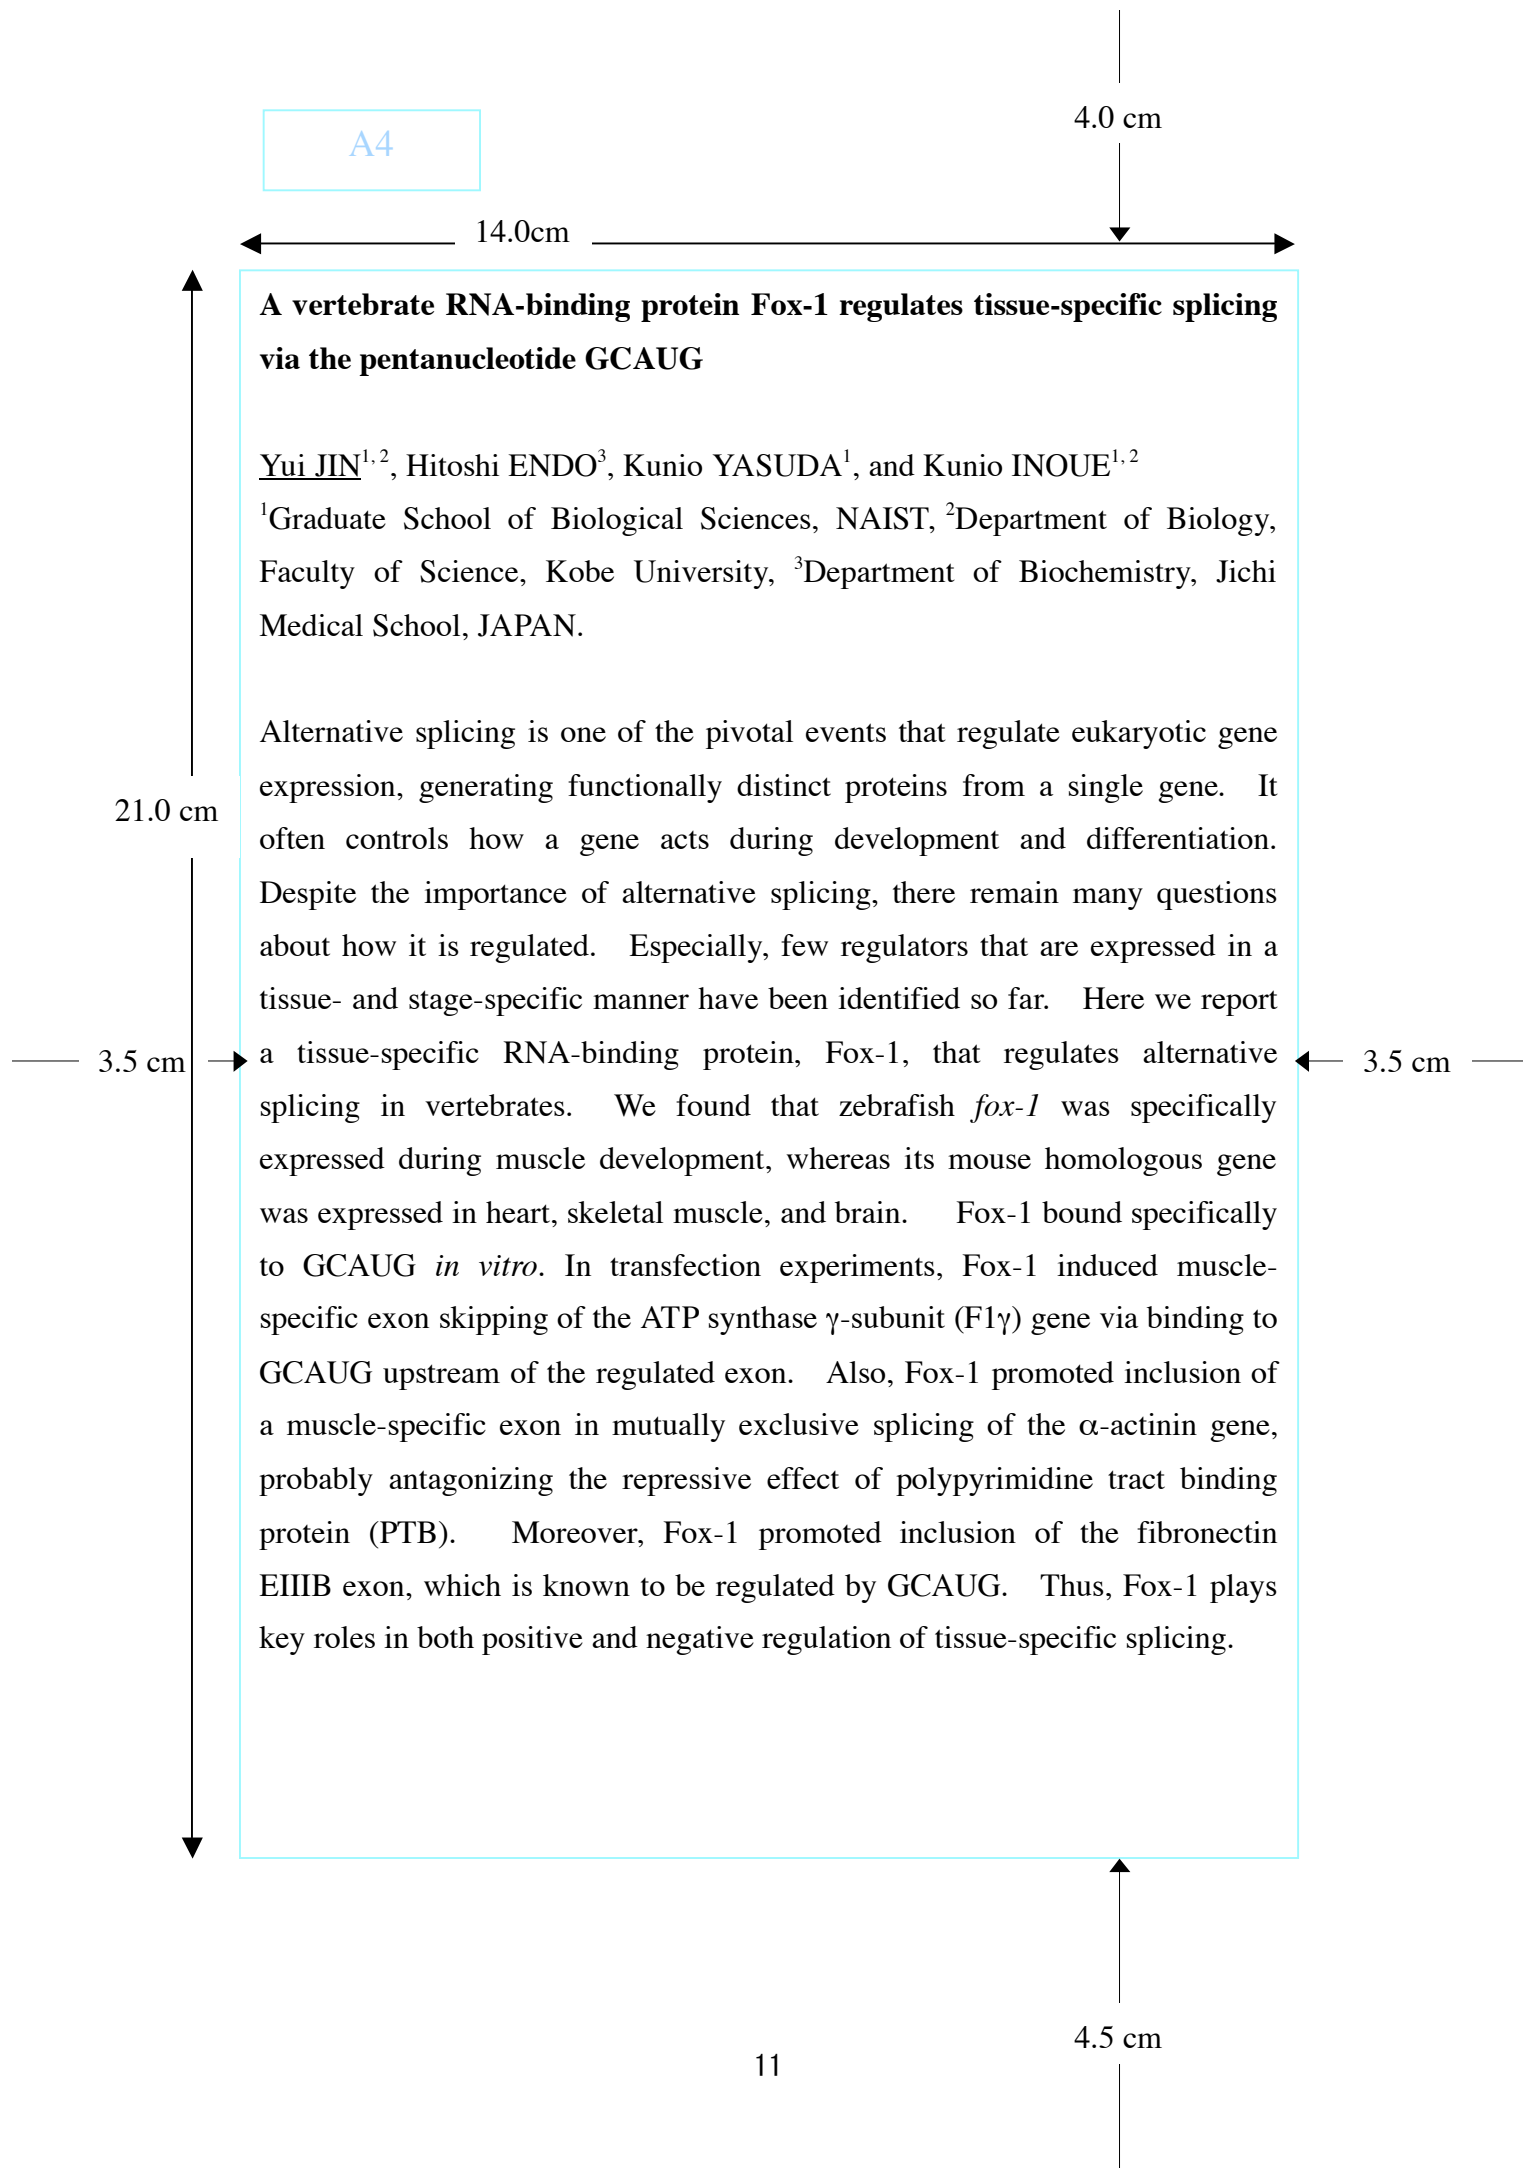 4.0 cm
A4
14.0cm
A vertebrate RNA-binding protein Fox-1 regulates tissue-specific splicing
via the pentanucleotide GCAUG
Yui JIN1, 2, Hitoshi ENDO3, Kunio YASUDA1, and Kunio INOUE1, 2
1Graduate School of Biological Sciences, NAIST, 2Department of Biology,
Faculty of Science, Kobe University, 3Department of Biochemistry, Jichi
Medical School, JAPAN.
Alternative splicing is one of the pivotal events that regulate eukaryotic gene
expression, generating functionally distinct proteins from a single gene. It
21.0 cm
often controls how a gene acts during development and differentiation.
Despite the importance of alternative splicing, there remain many questions
about how it is regulated. Especially, few regulators that are expressed in a
tissue- and stage-specific manner have been identified so far. Here we report
3.5 cm
a tissue-specific RNA-binding protein, Fox-1, that regulates alternative
3.5 cm
splicing in vertebrates. We found that zebrafish fox-1 was specifically
expressed during muscle development, whereas its mouse homologous gene
was expressed in heart, skeletal muscle, and brain. Fox-1 bound specifically
to GCAUG in vitro. In transfection experiments, Fox-1 induced muscle-
specific exon skipping of the ATP synthase γ-subunit (F1γ) gene via binding to
GCAUG upstream of the regulated exon. Also, Fox-1 promoted inclusion of
a muscle-specific exon in mutually exclusive splicing of the α-actinin gene,
probably antagonizing the repressive effect of polypyrimidine tract binding
protein (PTB). Moreover, Fox-1 promoted inclusion of the fibronectin
EIIIB exon, which is known to be regulated by GCAUG. Thus, Fox-1 plays
key roles in both positive and negative regulation of tissue-specific splicing.
4.5 cm
11